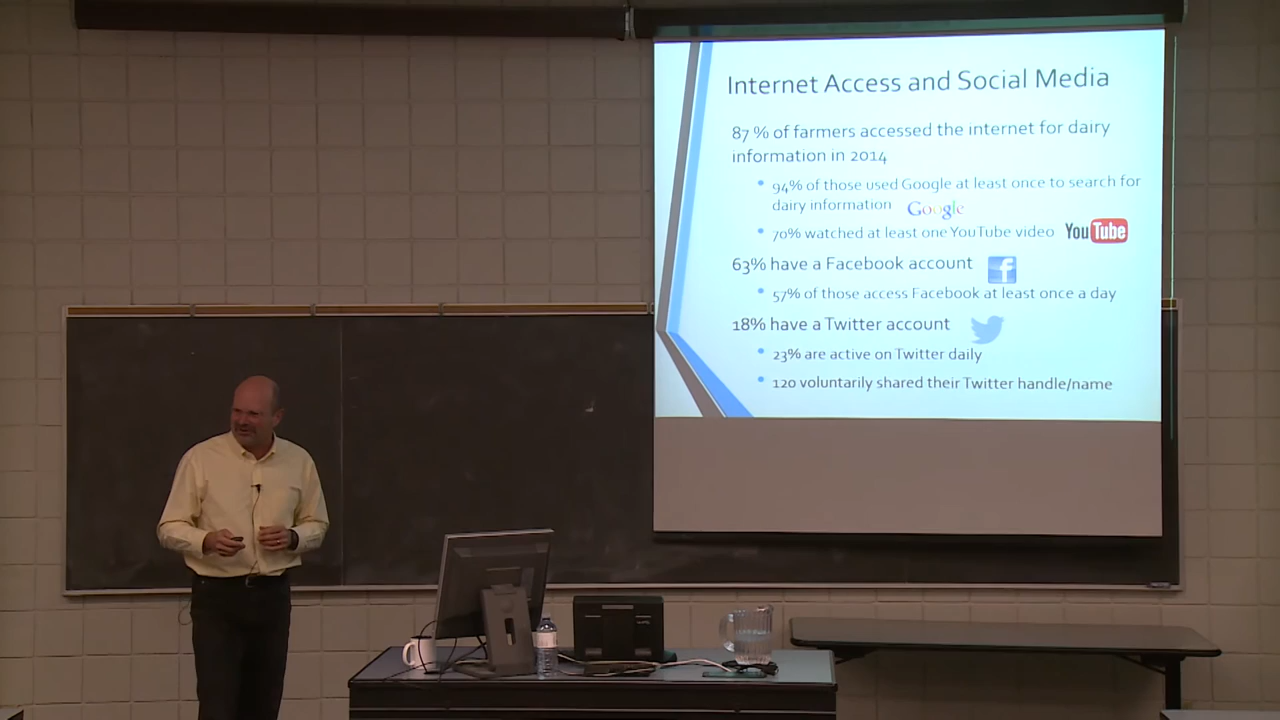 Internet Access and Social Media
87 % of farmers accessed the internet for dairy
information in 2014
• 94% of those used Google at least once to search for
dairy information Google
• 70% watched at least one YouTube video YouTube
63% have a Facebook account f
• 57% of those access Facebook at least once a day
18% have a Twitter account
• 23% are active on Twitter daily
• 120 voluntarily shared their Twitter handle/name